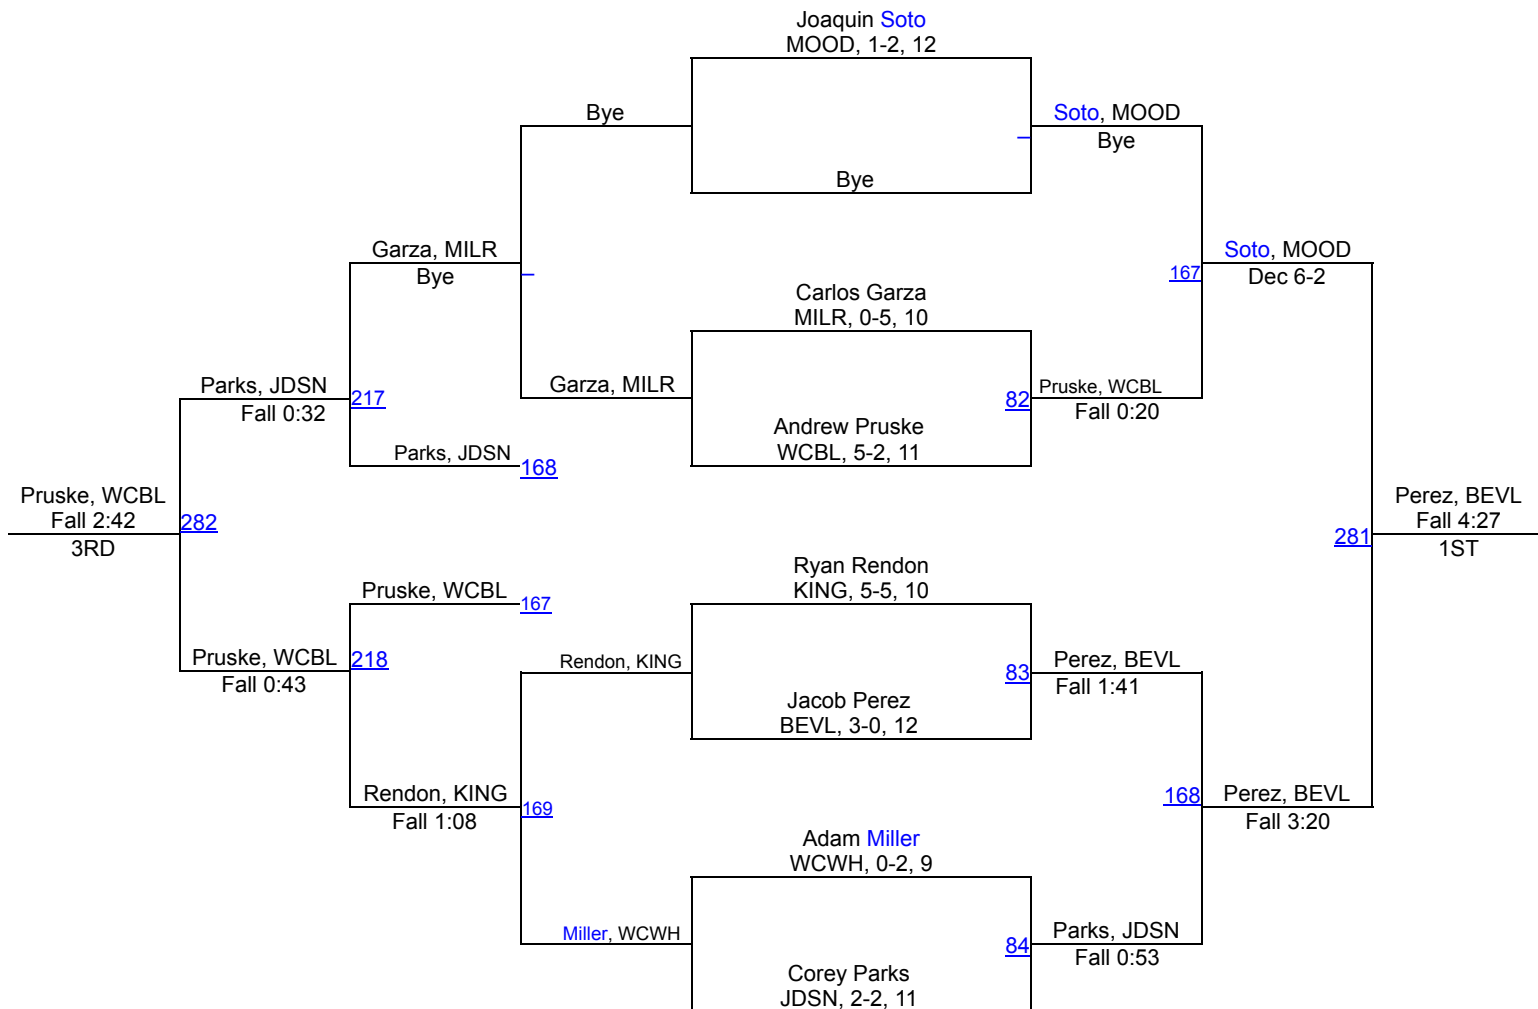 Joaquin Soto
MOOD, 1-2, 12
Bye
Soto, MOOD
Bye
Bye
Garza, MILR
Bye
Soto, MOOD
Dec 6-2
167
Carlos Garza
MILR, 0-5, 10
Parks, JDSN
Fall 0:32
217
Garza, MILR
82
Pruske, WCBL
Fall 0:20
Andrew Pruske
WCBL, 5-2, 11
Parks, JDSN
168
Pruske, WCBL
Fall 2:42
3RD
282
281
Perez, BEVL
Fall 4:27
1ST
Ryan Rendon
KING, 5-5, 10
Pruske, WCBL
167
Pruske, WCBL
Fall 0:43
218
Rendon, KING
83
Perez, BEVL
Fall 1:41
Jacob Perez
BEVL, 3-0, 12
Rendon, KING
Fall 1:08
169
168
Perez, BEVL
Fall 3:20
Adam Miller
WCWH, 0-2, 9
Miller, WCWH
84
Parks, JDSN
Fall 0:53
Corey Parks
JDSN, 2-2, 11